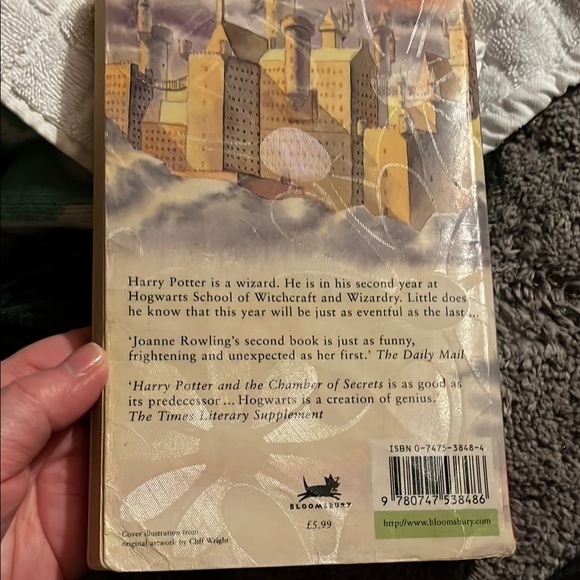 Harry Potter is a wizard. He is in his second year at
Hogwarts School of Witchcraft and Wizardry. Little does
he know that this year will be just as eventful as the last ...
‘Joanne Rowling’s second book is just as funny,
frightening and unexpected as her first.’ The Daily Mail
‘Harry Potter and the Chamber of Secrets is as good as
its predecessor ... Hogwarts is a creation of genius.’
The Times Literary Supplement
ISBN 0-7475-3848-4
9 780747 538486
http://www.bloomsbury.com
BLOOMSBURY
£5.99
Cover illustration from
original artwork by Cliff Wright